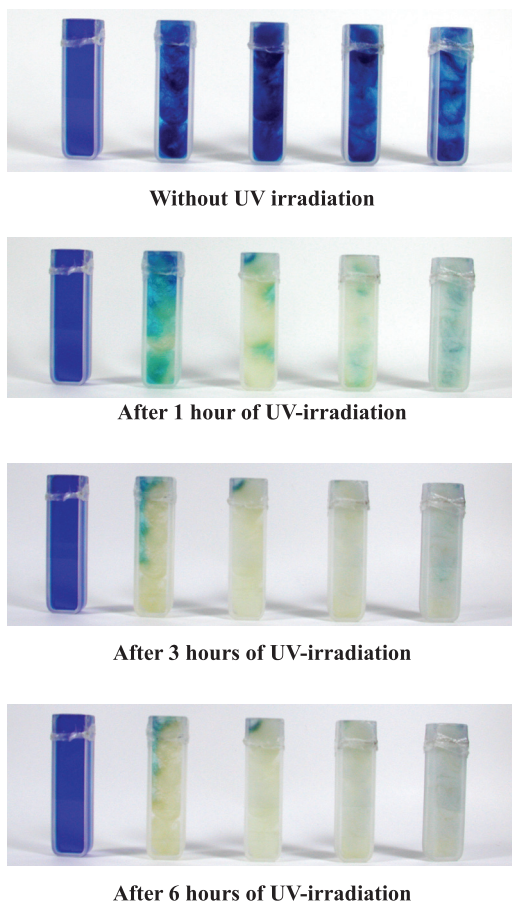 Without UV irradiation
After 1 hour of UV-irradiation
After 3 hours of UV-irradiation
After 6 hours of UV-irradiation